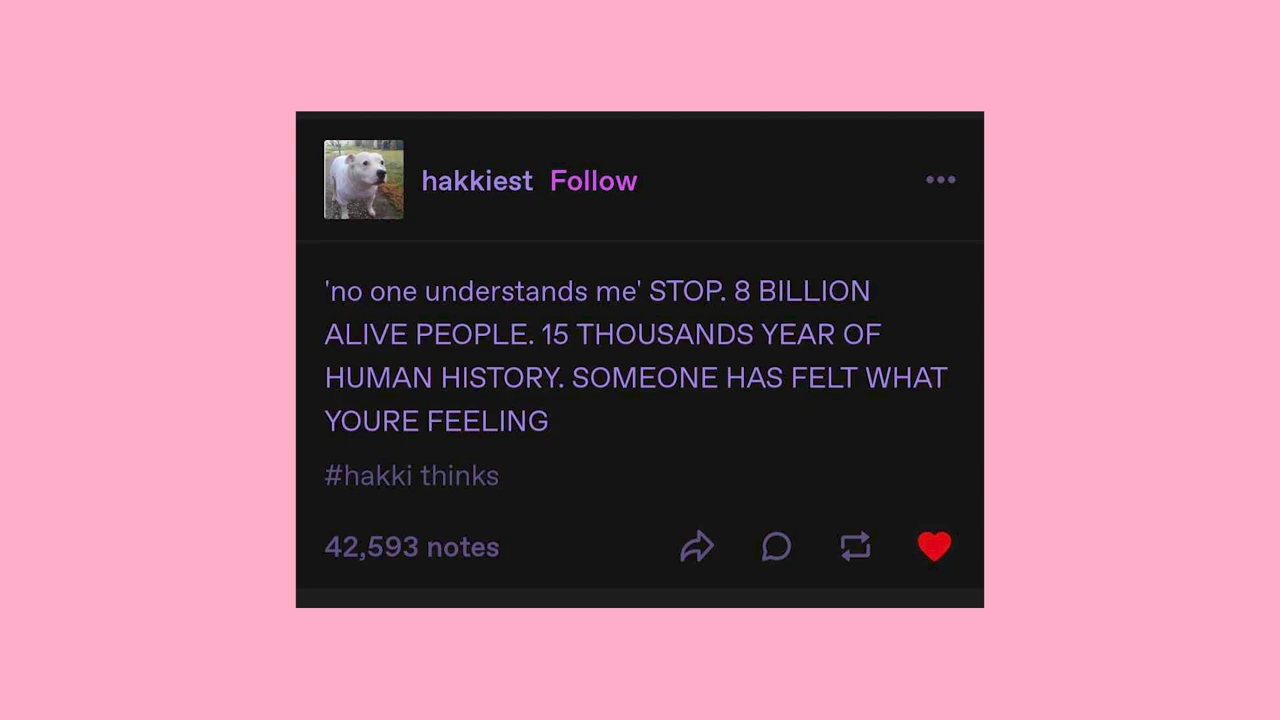 hakkiest Follow
'no one understands me' STOP. 8 BILLION
ALIVE PEOPLE. 15 THOUSANDS YEAR OF
HUMAN HISTORY. SOMEONE HAS FELT WHAT
YOURE FEELING
#hakki thinks
42,593 notes